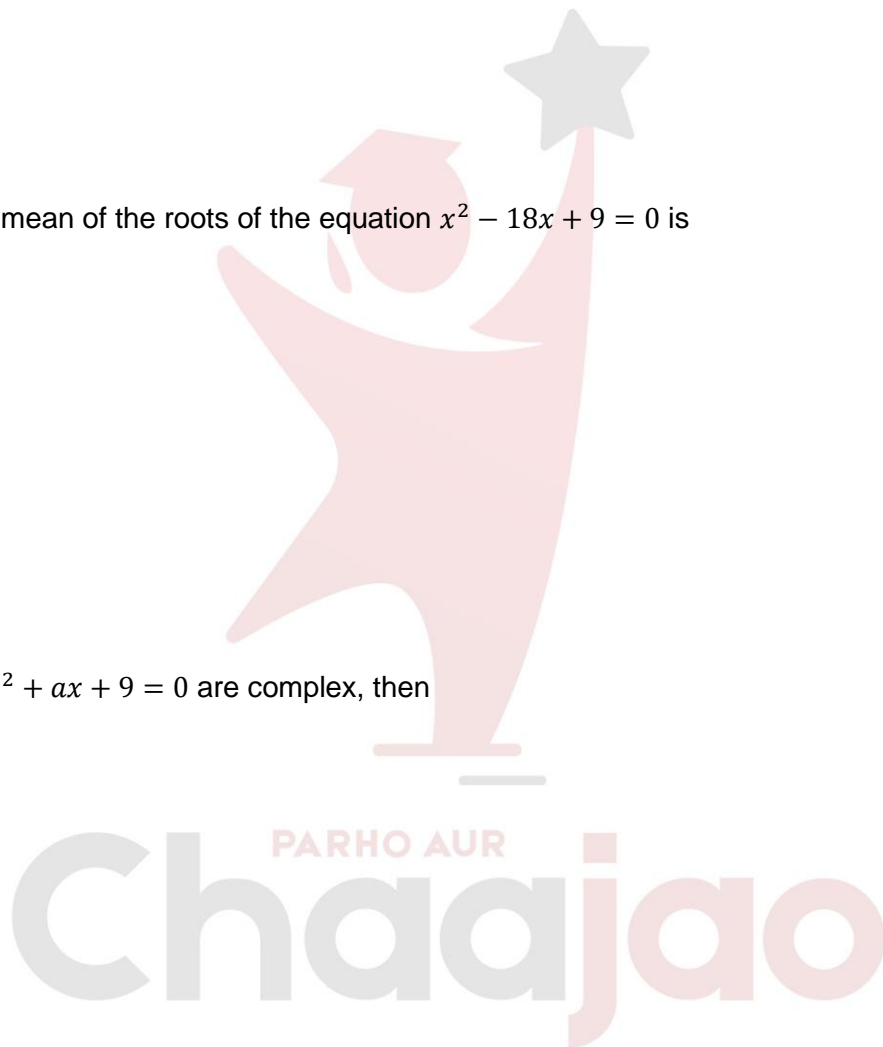 mean of the roots of the equation 𝑥² − 18𝑥 + 9 = 0 is
² + 𝑎𝑥 + 9 = 0 are complex, then
PARHO AUR
Chaajao